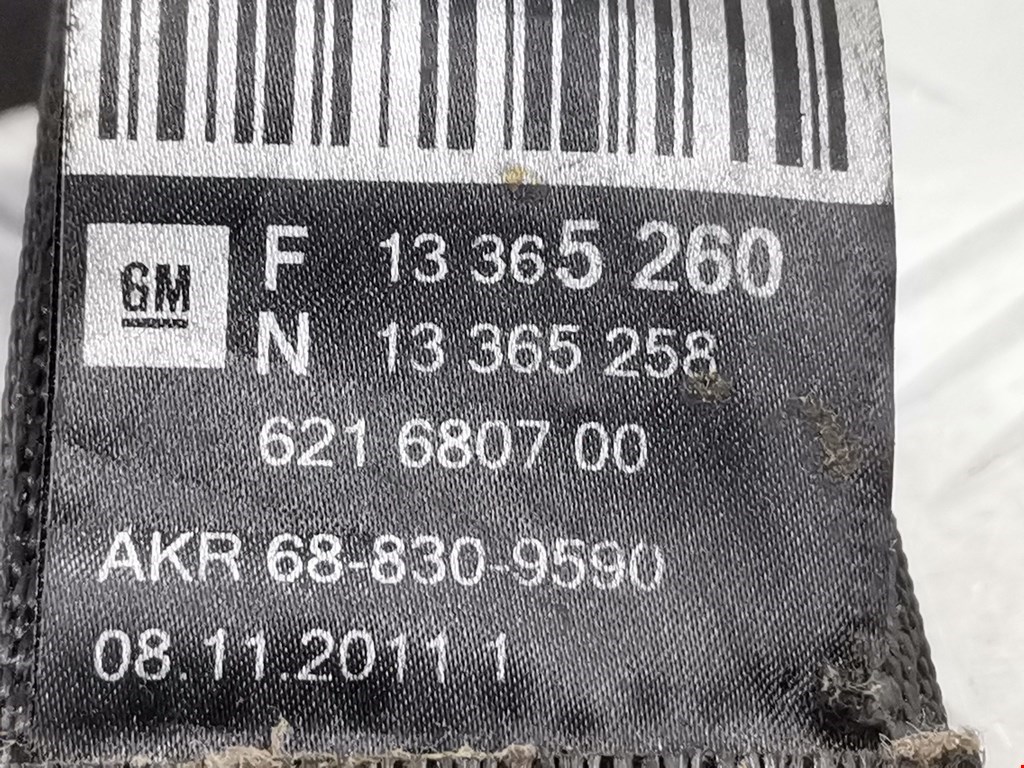 GM F 13 365 260
N 13 365 258
621 6807 00
AKR 68-830-9590
08.11.2011 1